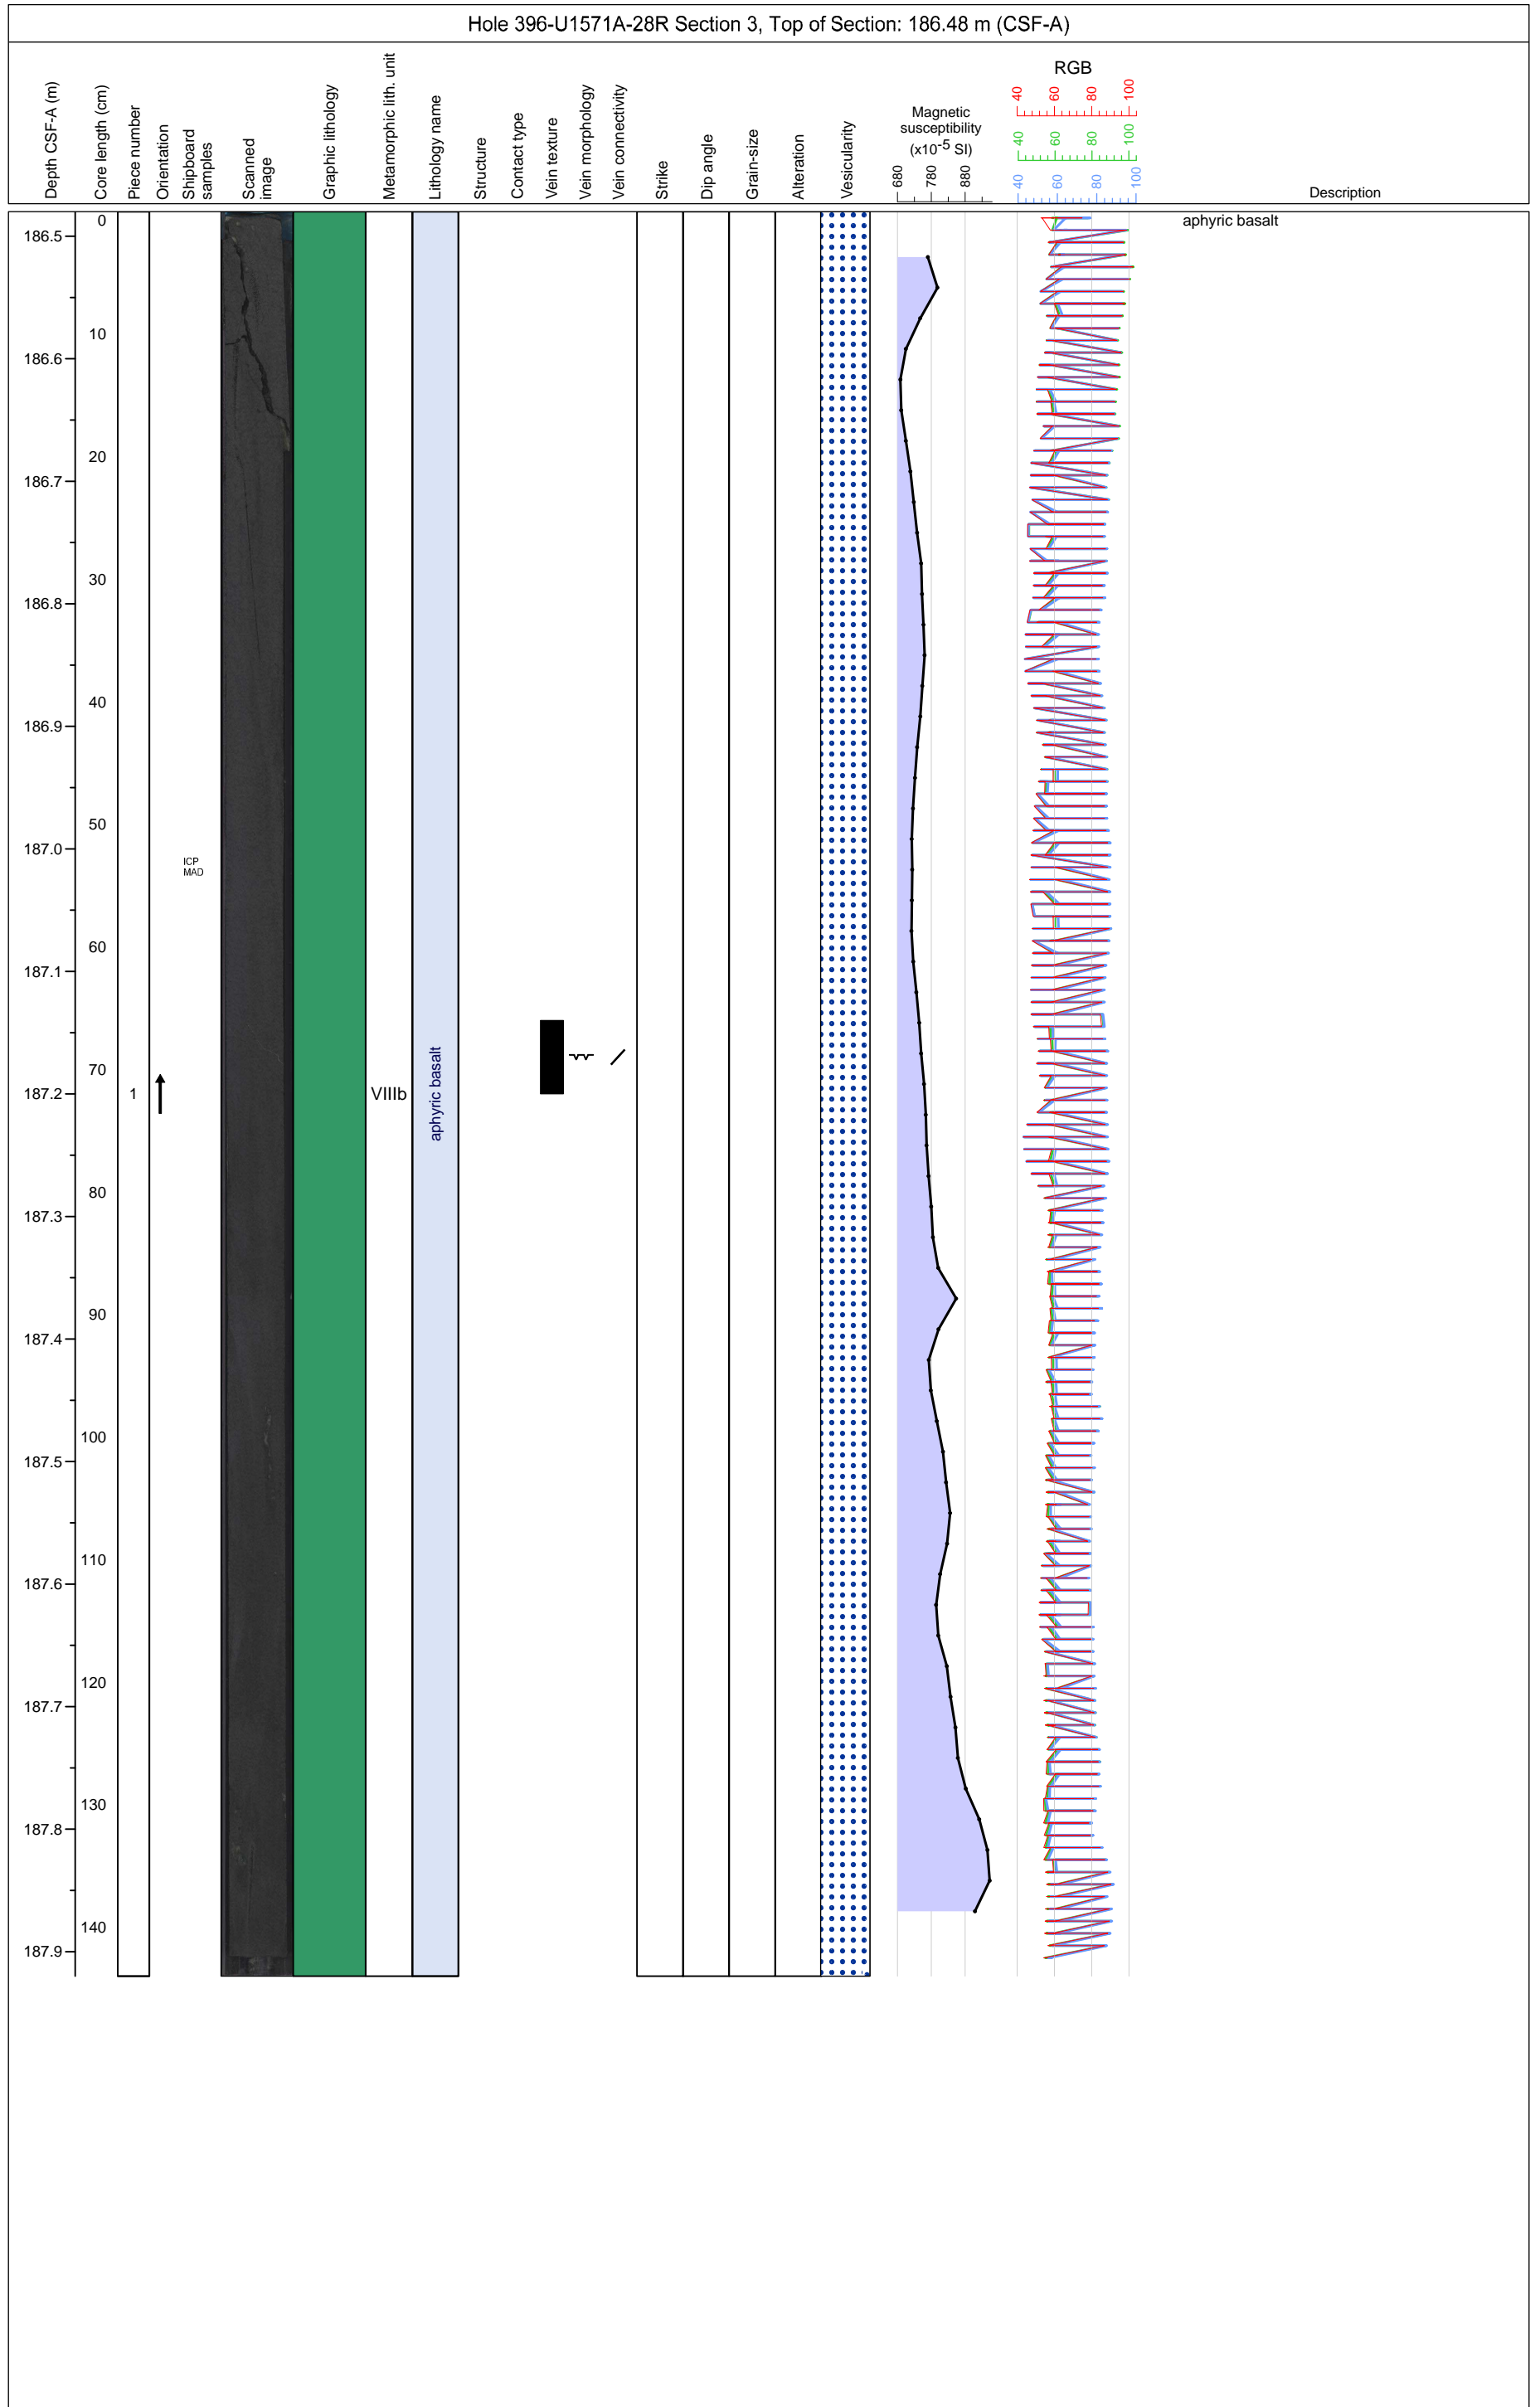 Hole 396-U1571A-28R Section 3, Top of Section: 186.48 m (CSF-A)
Depth CSF-A (m)
Core length (cm)
Piece number
Orientation
Shipboard
samples
Scanned
image
Graphic lithology
Metamorphic lith. unit
Lithology name
Structure
Contact type
Vein texture
Vein morphology
Vein connectivity
Strike
Dip angle
Grain-size
Alteration
Vesicularity
Magnetic
susceptibility
(x10-5 SI)
680 780 880
RGB
40 60 80 100
40 60 80 100
40 60 80 100
Description
0
aphyric basalt
186.5
10
186.6
20
186.7
30
186.8
40
186.9
50
187.0
ICP
MAD
60
187.1
70
187.2
1
VIIIb
aphyric basalt
80
187.3
90
187.4
100
187.5
110
187.6
120
187.7
130
187.8
140
187.9